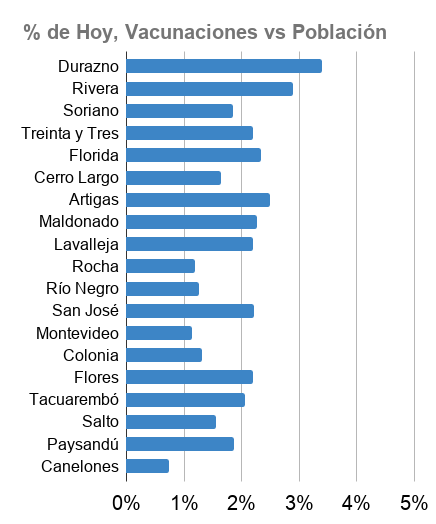 % de Hoy, Vacunaciones vs Población
Durazno
Rivera
Soriano
Treinta y Tres
Florida
Cerro Largo
Artigas
Maldonado
Lavalleja
Rocha
Río Negro
San José
Montevideo
Colonia
Flores
Tacuarembó
Salto
Paysandú
Canelones
0% 1% 2% 3% 4% 5%